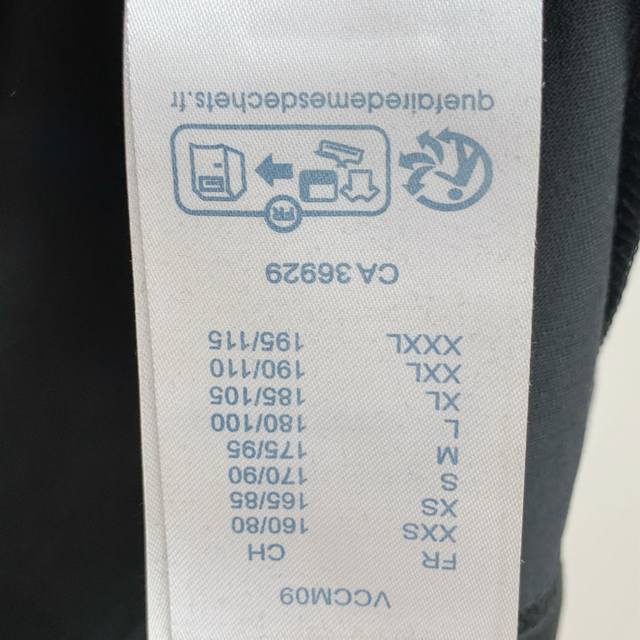 VCCM09
FR CH
XXS 160/80
XS 165/85
S 170/90
M 175/95
L 180/100
XL 185/105
XXL 190/110
XXXL 195/115
CA 36929
FR
quefairedemesdechets.fr